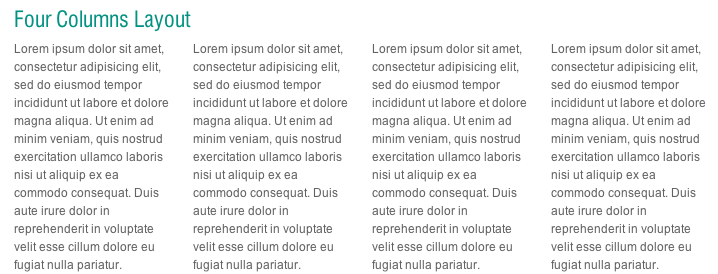 Four Columns Layout
Lorem ipsum dolor sit amet,
consectetur adipisicing elit,
sed do eiusmod tempor
incididunt ut labore et dolore
magna aliqua. Ut enim ad
minim veniam, quis nostrud
exercitation ullamco laboris
nisi ut aliquip ex ea
commodo consequat. Duis
aute irure dolor in
reprehenderit in voluptate
velit esse cillum dolore eu
fugiat nulla pariatur.
Lorem ipsum dolor sit amet,
consectetur adipisicing elit,
sed do eiusmod tempor
incididunt ut labore et dolore
magna aliqua. Ut enim ad
minim veniam, quis nostrud
exercitation ullamco laboris
nisi ut aliquip ex ea
commodo consequat. Duis
aute irure dolor in
reprehenderit in voluptate
velit esse cillum dolore eu
fugiat nulla pariatur.
Lorem ipsum dolor sit amet,
consectetur adipisicing elit,
sed do eiusmod tempor
incididunt ut labore et dolore
magna aliqua. Ut enim ad
minim veniam, quis nostrud
exercitation ullamco laboris
nisi ut aliquip ex ea
commodo consequat. Duis
aute irure dolor in
reprehenderit in voluptate
velit esse cillum dolore eu
fugiat nulla pariatur.
Lorem ipsum dolor sit amet,
consectetur adipisicing elit,
sed do eiusmod tempor
incididunt ut labore et dolore
magna aliqua. Ut enim ad
minim veniam, quis nostrud
exercitation ullamco laboris
nisi ut aliquip ex ea
commodo consequat. Duis
aute irure dolor in
reprehenderit in voluptate
velit esse cillum dolore eu
fugiat nulla pariatur.